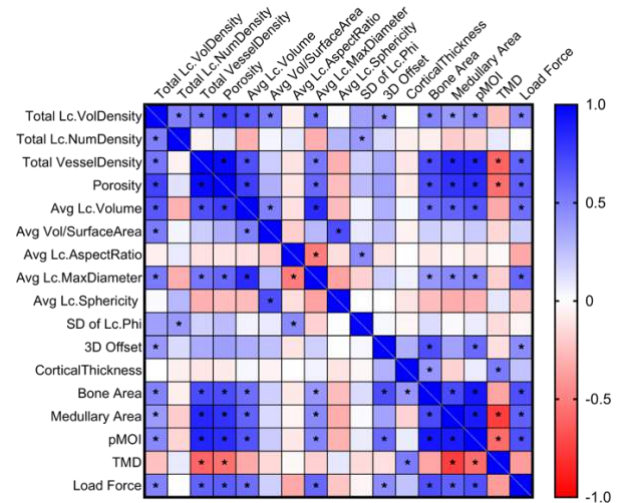 Total Lc.VolDensity
Total Lc.NumDensity
Total VesselDensity
Porosity
Avg Lc.Volume
Avg Vol/SurfaceArea
Avg Lc.AspectRatio
Avg Lc.MaxDiameter
Avg Lc.Sphericity
SD of Lc.Phi
3D Offset
CorticalThickness
Bone Area
Medullary Area
pMOI
TMD
Load Force
Total Lc.VolDensity
Total Lc.NumDensity
Total VesselDensity
Porosity
Avg Lc.Volume
Avg Vol/SurfaceArea
Avg Lc.AspectRatio
Avg Lc.MaxDiameter
Avg Lc.Sphericity
SD of Lc.Phi
3D Offset
CorticalThickness
Bone Area
Medullary Area
pMOI
TMD
Load Force
1.0
0.5
0
-0.5
-1.0